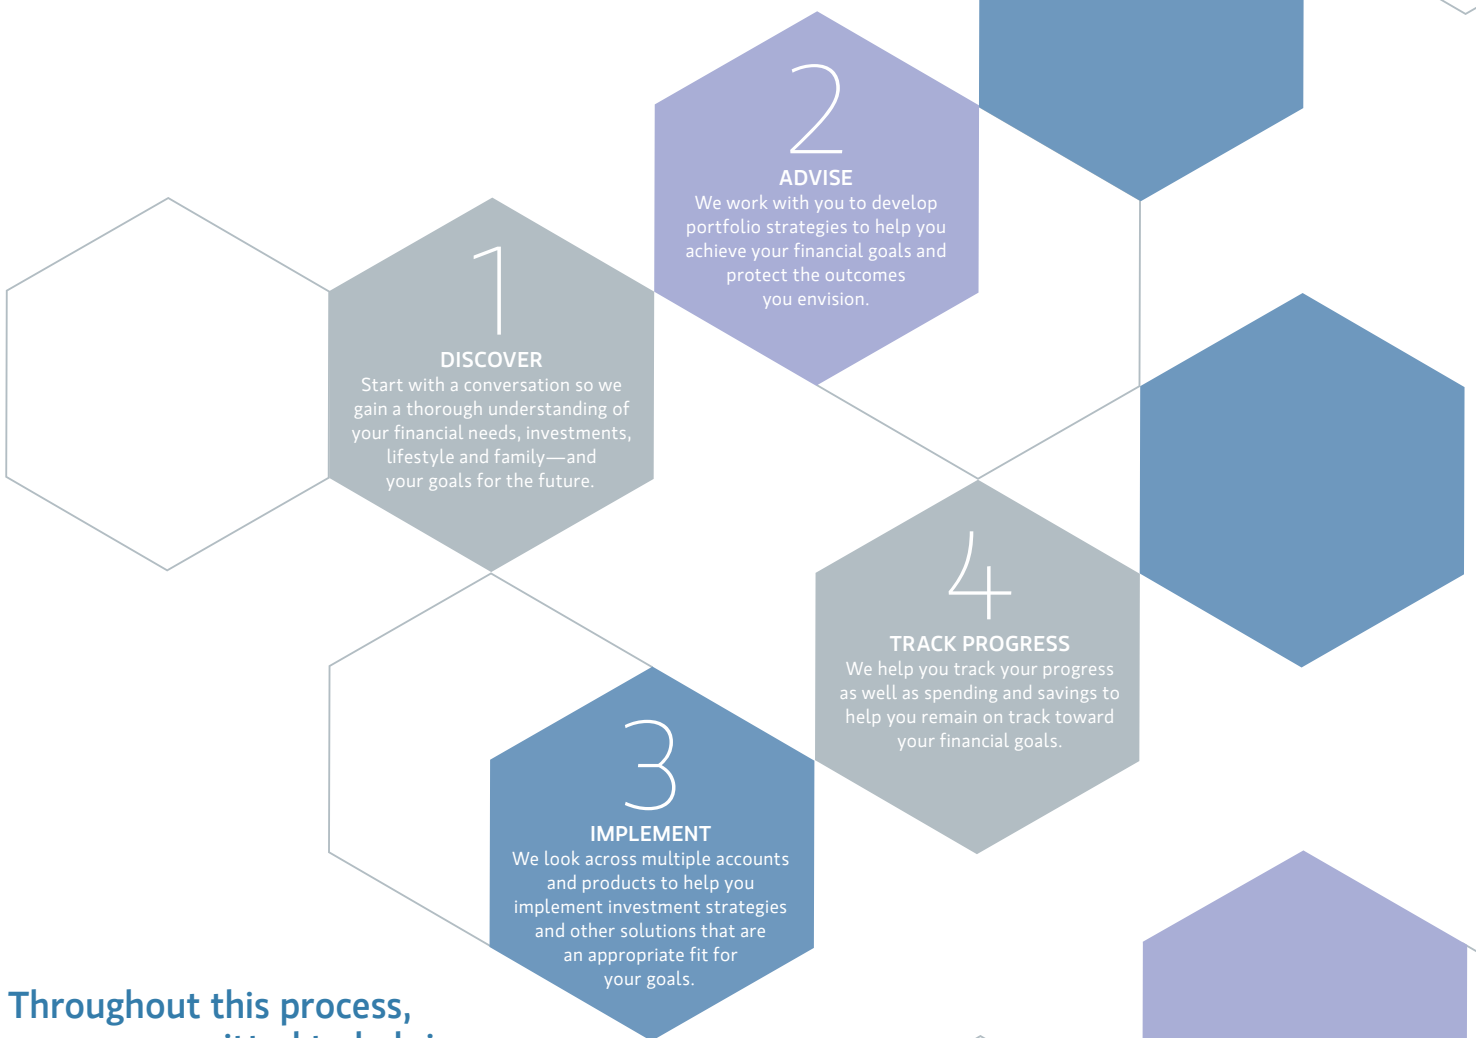 1
DISCOVER
Start with a conversation so we
gain a thorough understanding of
your financial needs, investments,
lifestyle and family—and
your goals for the future.
2
ADVISE
We work with you to develop
portfolio strategies to help you
achieve your financial goals and
protect the outcomes
you envision.
3
IMPLEMENT
We look across multiple accounts
and products to help you
implement investment strategies
and other solutions that are
an appropriate fit for
your goals.
4
TRACK PROGRESS
We help you track your progress
as well as spending and savings to
help you remain on track toward
your financial goals.
Throughout this process,